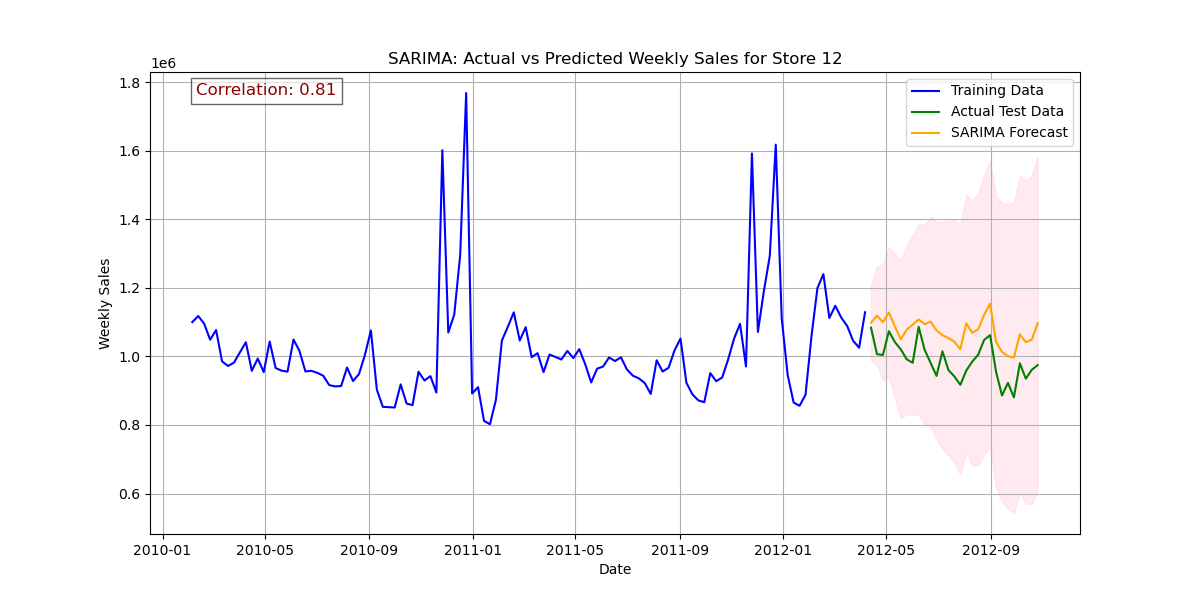 SARIMA: Actual vs Predicted Weekly Sales for Store 12
1e6
Correlation: 0.81
Training Data
Actual Test Data
SARIMA Forecast
1.8
1.6
1.4
1.2
1.0
0.8
0.6
Weekly Sales
2010-01 2010-05 2010-09 2011-01 2011-05 2011-09 2012-01 2012-05 2012-09
Date